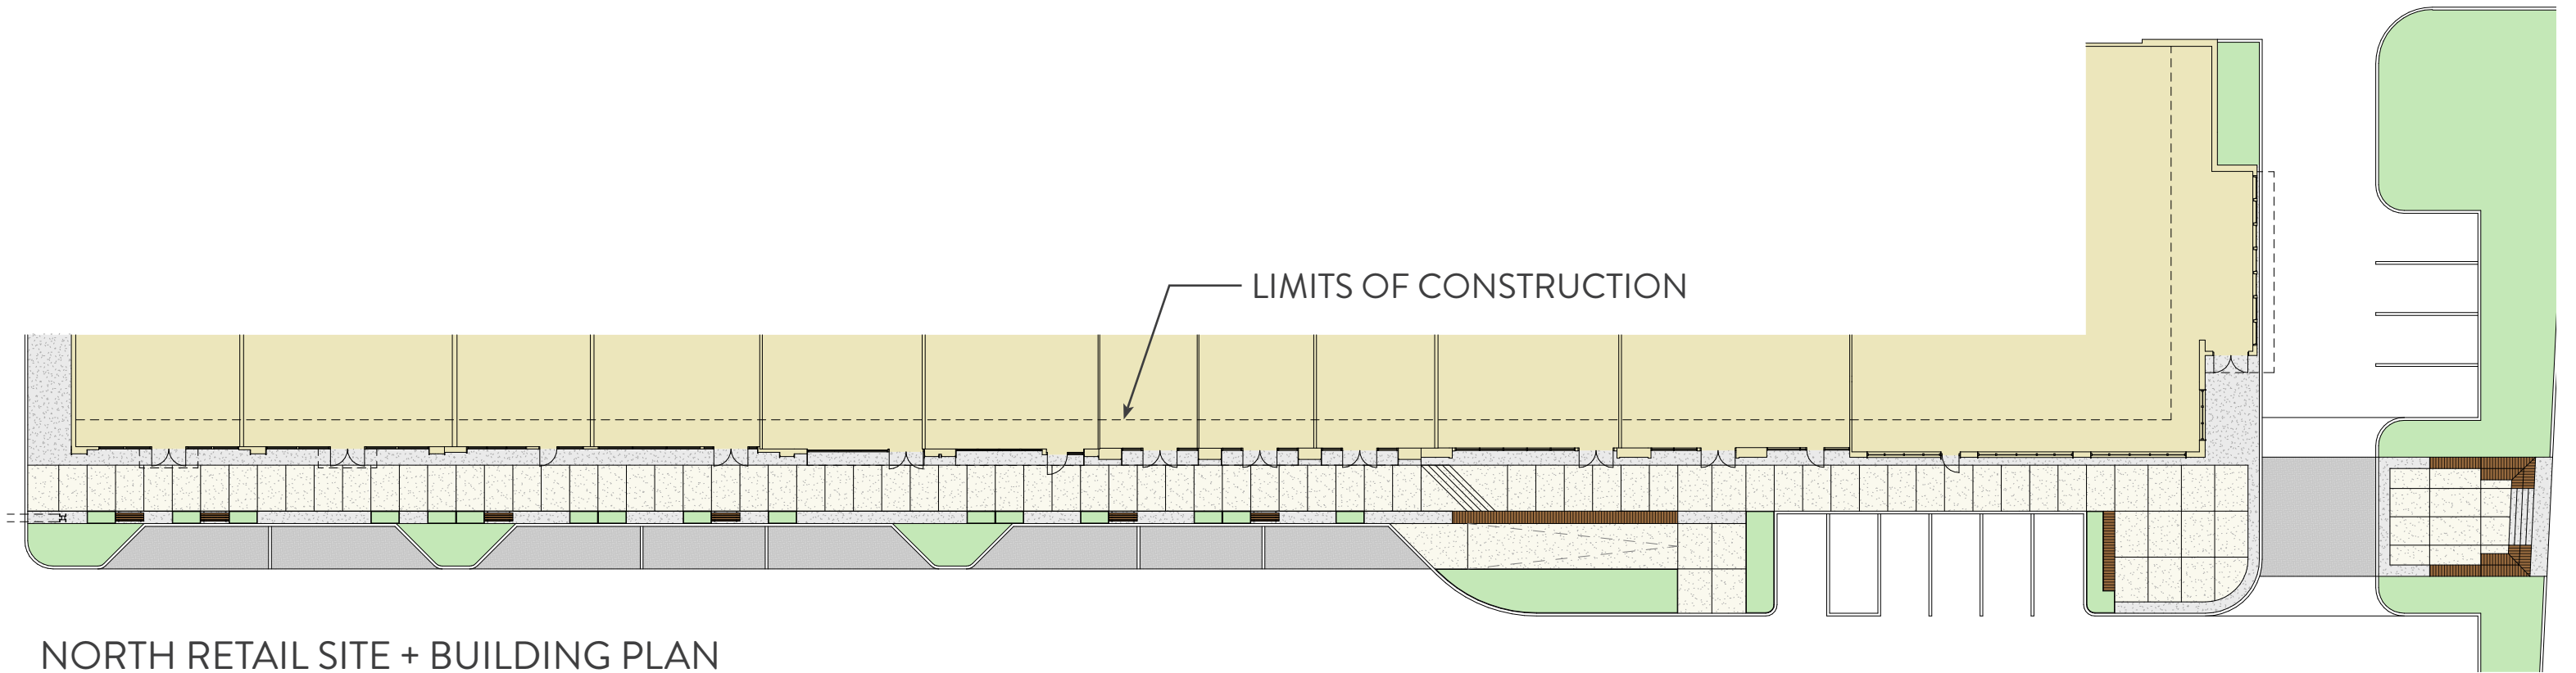 LIMITS OF CONSTRUCTION
NORTH RETAIL SITE + BUILDING PLAN